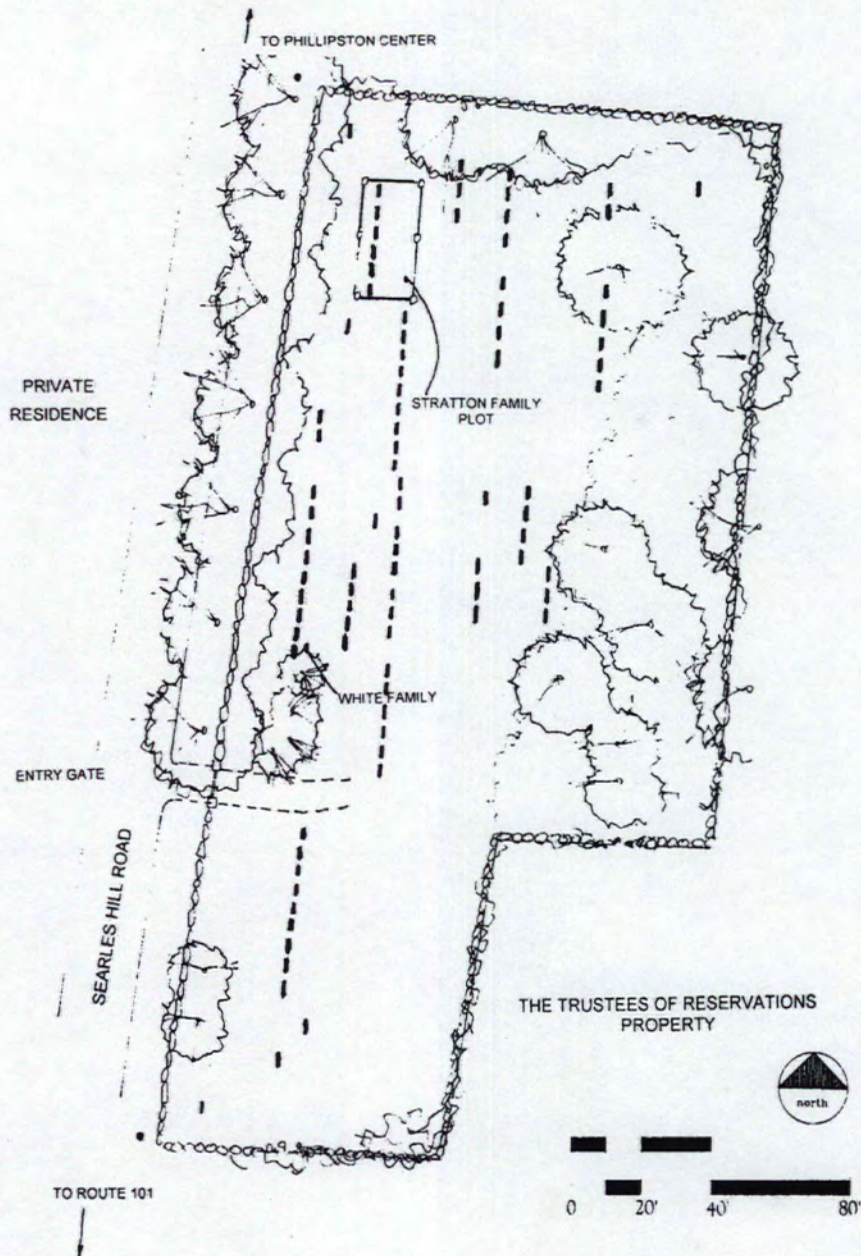 TO PHILLIPSTON CENTER
PRIVATE
RESIDENCE
STRATTON FAMILY
PLOT
WHITE FAMILY
ENTRY GATE
SEARLES HILL ROAD
THE TRUSTEES OF RESERVATIONS
PROPERTY
north
TO ROUTE 101
0 20' 40' 80'